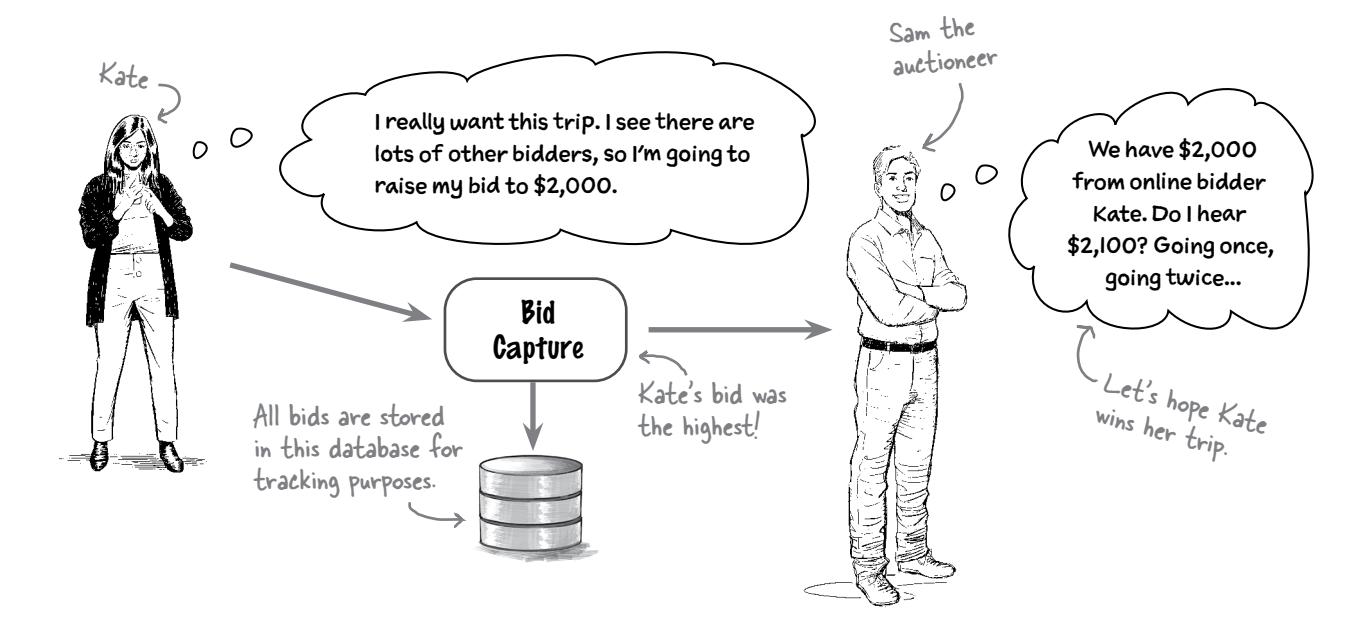 Kate
I really want this trip. I see there are
lots of other bidders, so I'm going to
raise my bid to $2,000.
Sam the
auctioneer
We have $2,000
from online bidder
Kate. Do I hear
$2,100? Going once,
going twice...
Bid
Capture
Kate's bid was
the highest!
All bids are stored
in this database for
tracking purposes.
Let's hope Kate
wins her trip.